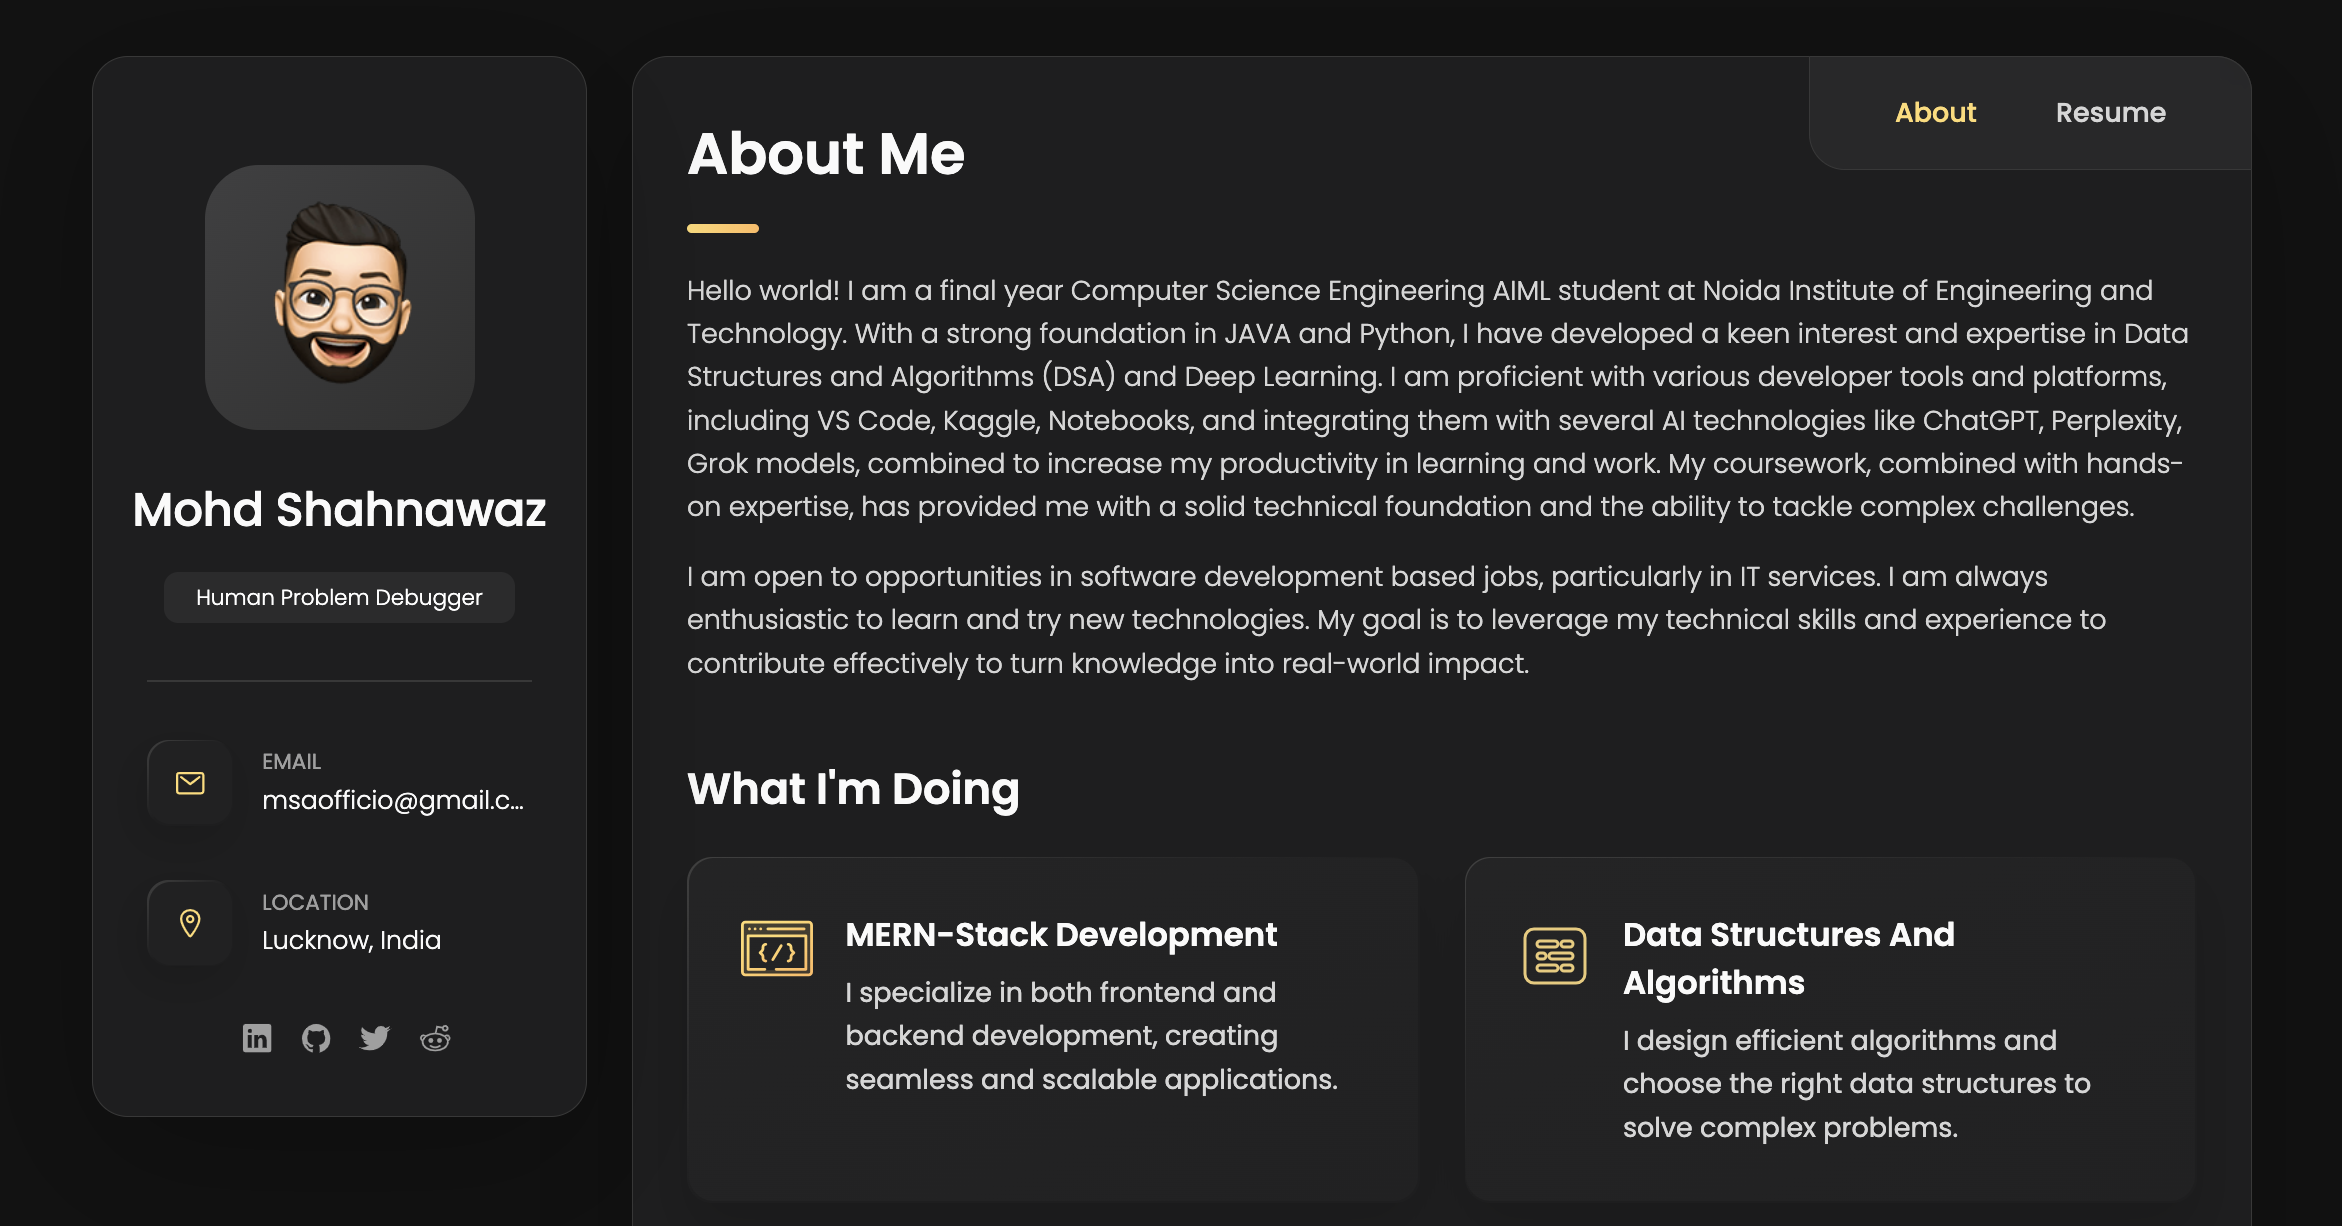 Mohd Shahnawaz
Human Problem Debugger
EMAIL
msaofficio@gmail.c...
LOCATION
Lucknow, India
About
Resume
About Me
Hello world! I am a final year Computer Science Engineering AIML student at Noida Institute of Engineering and
Technology. With a strong foundation in JAVA and Python, I have developed a keen interest and expertise in Data
Structures and Algorithms (DSA) and Deep Learning. I am proficient with various developer tools and platforms,
including VS Code, Kaggle, Notebooks, and integrating them with several AI technologies like ChatGPT, Perplexity,
Grok models, combined to increase my productivity in learning and work. My coursework, combined with hands-
on expertise, has provided me with a solid technical foundation and the ability to tackle complex challenges.
I am open to opportunities in software development based jobs, particularly in IT services. I am always
enthusiastic to learn and try new technologies. My goal is to leverage my technical skills and experience to
contribute effectively to turn knowledge into real-world impact.
What I'm Doing
MERN-Stack Development
I specialize in both frontend and
backend development, creating
seamless and scalable applications.
Data Structures And
Algorithms
I design efficient algorithms and
choose the right data structures to
solve complex problems.